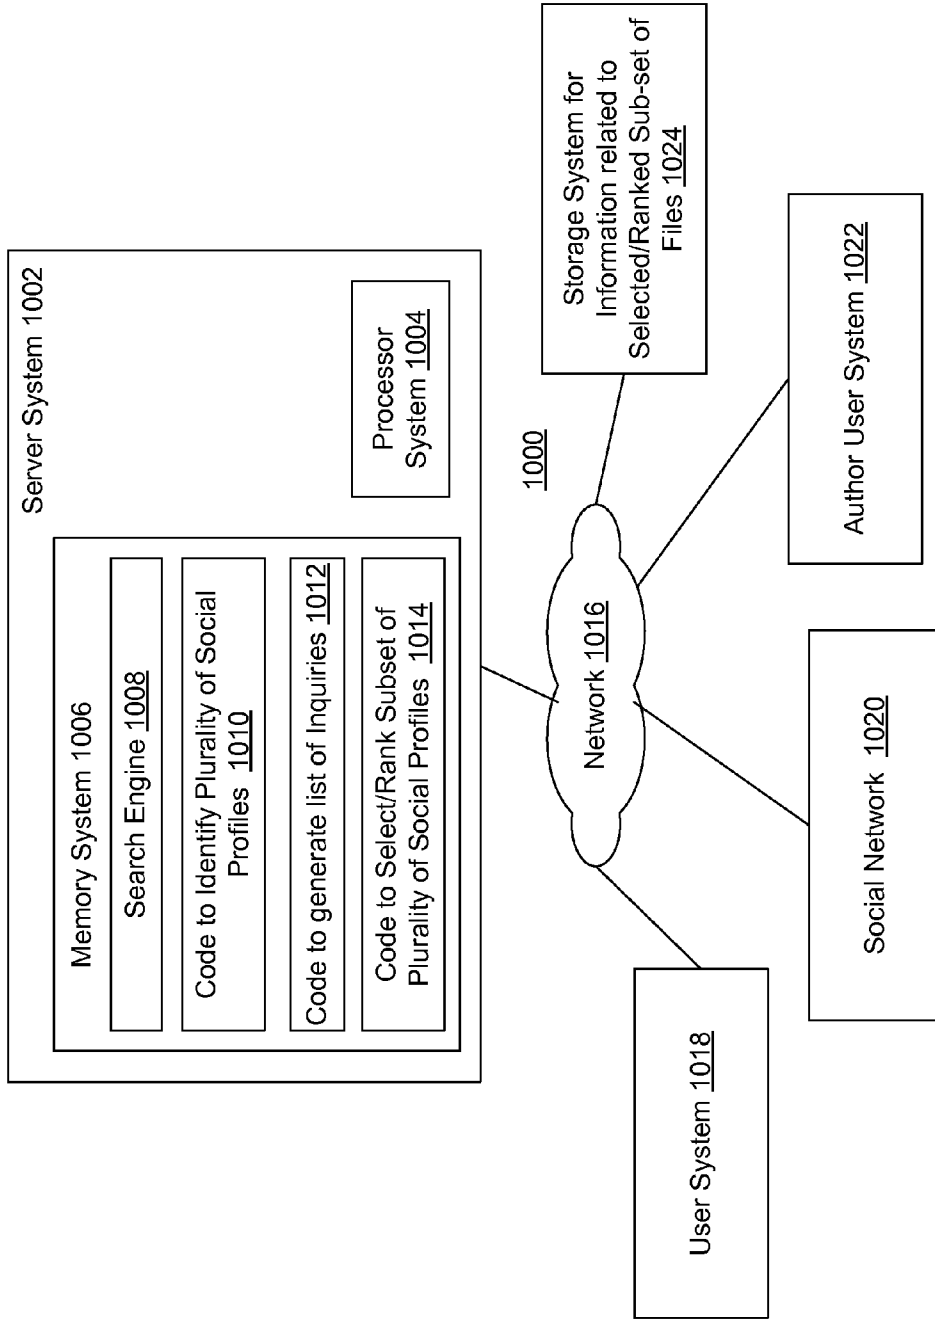 Server System 1002
Memory System 1006
Search Engine 1008
Code to Identify Plurality of Social
Profiles 1010
Code to generate list of Inquiries 1012
Code to Select/Rank Subset of
Plurality of Social Profiles 1014
Processor
System 1004
1000
Network 1016
Storage System for
Information related to
Selected/Ranked Sub-set of
Files 1024
User System 1018
Social Network 1020
Author User System 1022